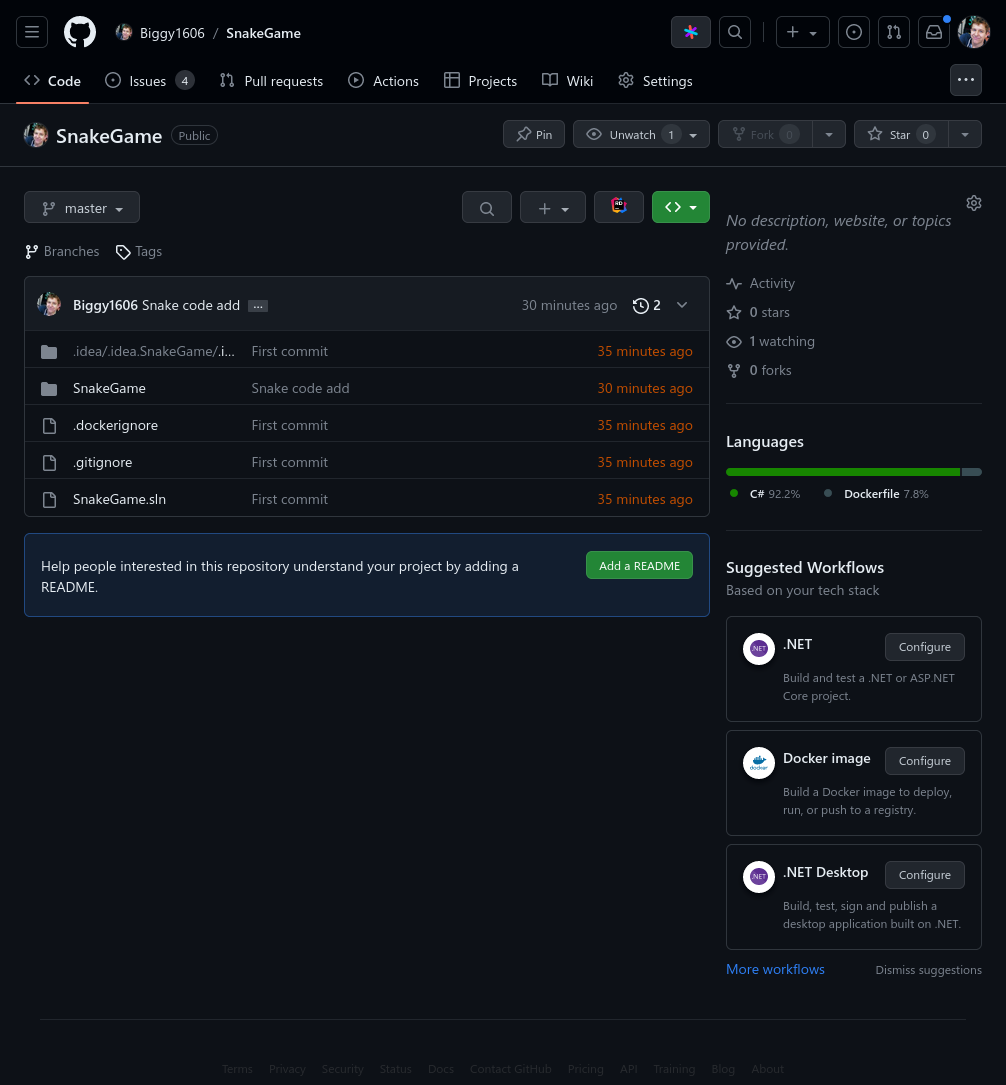 Biggy1606 / SnakeGame
Code Issues 4 Pull requests Actions Projects Wiki Settings
SnakeGame Public Pin Unwatch 1 Fork 0 Star 0
master
Branches Tags
Biggy1606 Snake code add ... 30 minutes ago 2
.idea/.idea.SnakeGame/.i... First commit 35 minutes ago
SnakeGame Snake code add 30 minutes ago
.dockerignore First commit 35 minutes ago
.gitignore First commit 35 minutes ago
SnakeGame.sln First commit 35 minutes ago
Help people interested in this repository understand your project by adding a
README.
Add a README
No description, website, or topics
provided.
Activity
0 stars
1 watching
0 forks
Languages
C# 92.2% Dockerfile 7.8%
Suggested Workflows
Based on your tech stack
.NET
.NET Configure
Build and test a .NET or ASP.NET
Core project.
docker
Docker image Configure
Build a Docker image to deploy,
run, or push to a registry.
.NET
.NET Desktop Configure
Build, test, sign and publish a
desktop application built on .NET.
More workflows Dismiss suggestions
Terms Privacy Security Status Docs Contact GitHub Pricing API Training Blog About